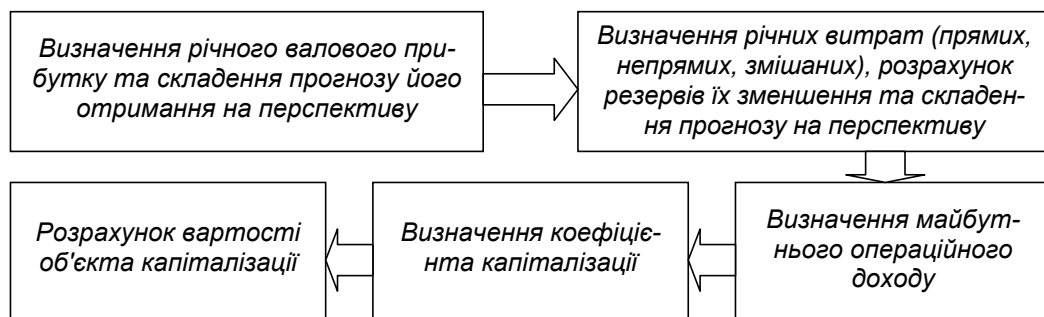 Визначення річного валового при-
бутку та складення прогнозу його
отримання на перспективу
Визначення річних витрат (прямих,
непрямих, змішаних), розрахунок
резервів їх зменшення та складен-
ня прогнозу на перспективу
Визначення майбут-
нього операційного
доходу
Визначення коефіціє-
нта капіталізації
Розрахунок вартості
об'єкта капіталізації